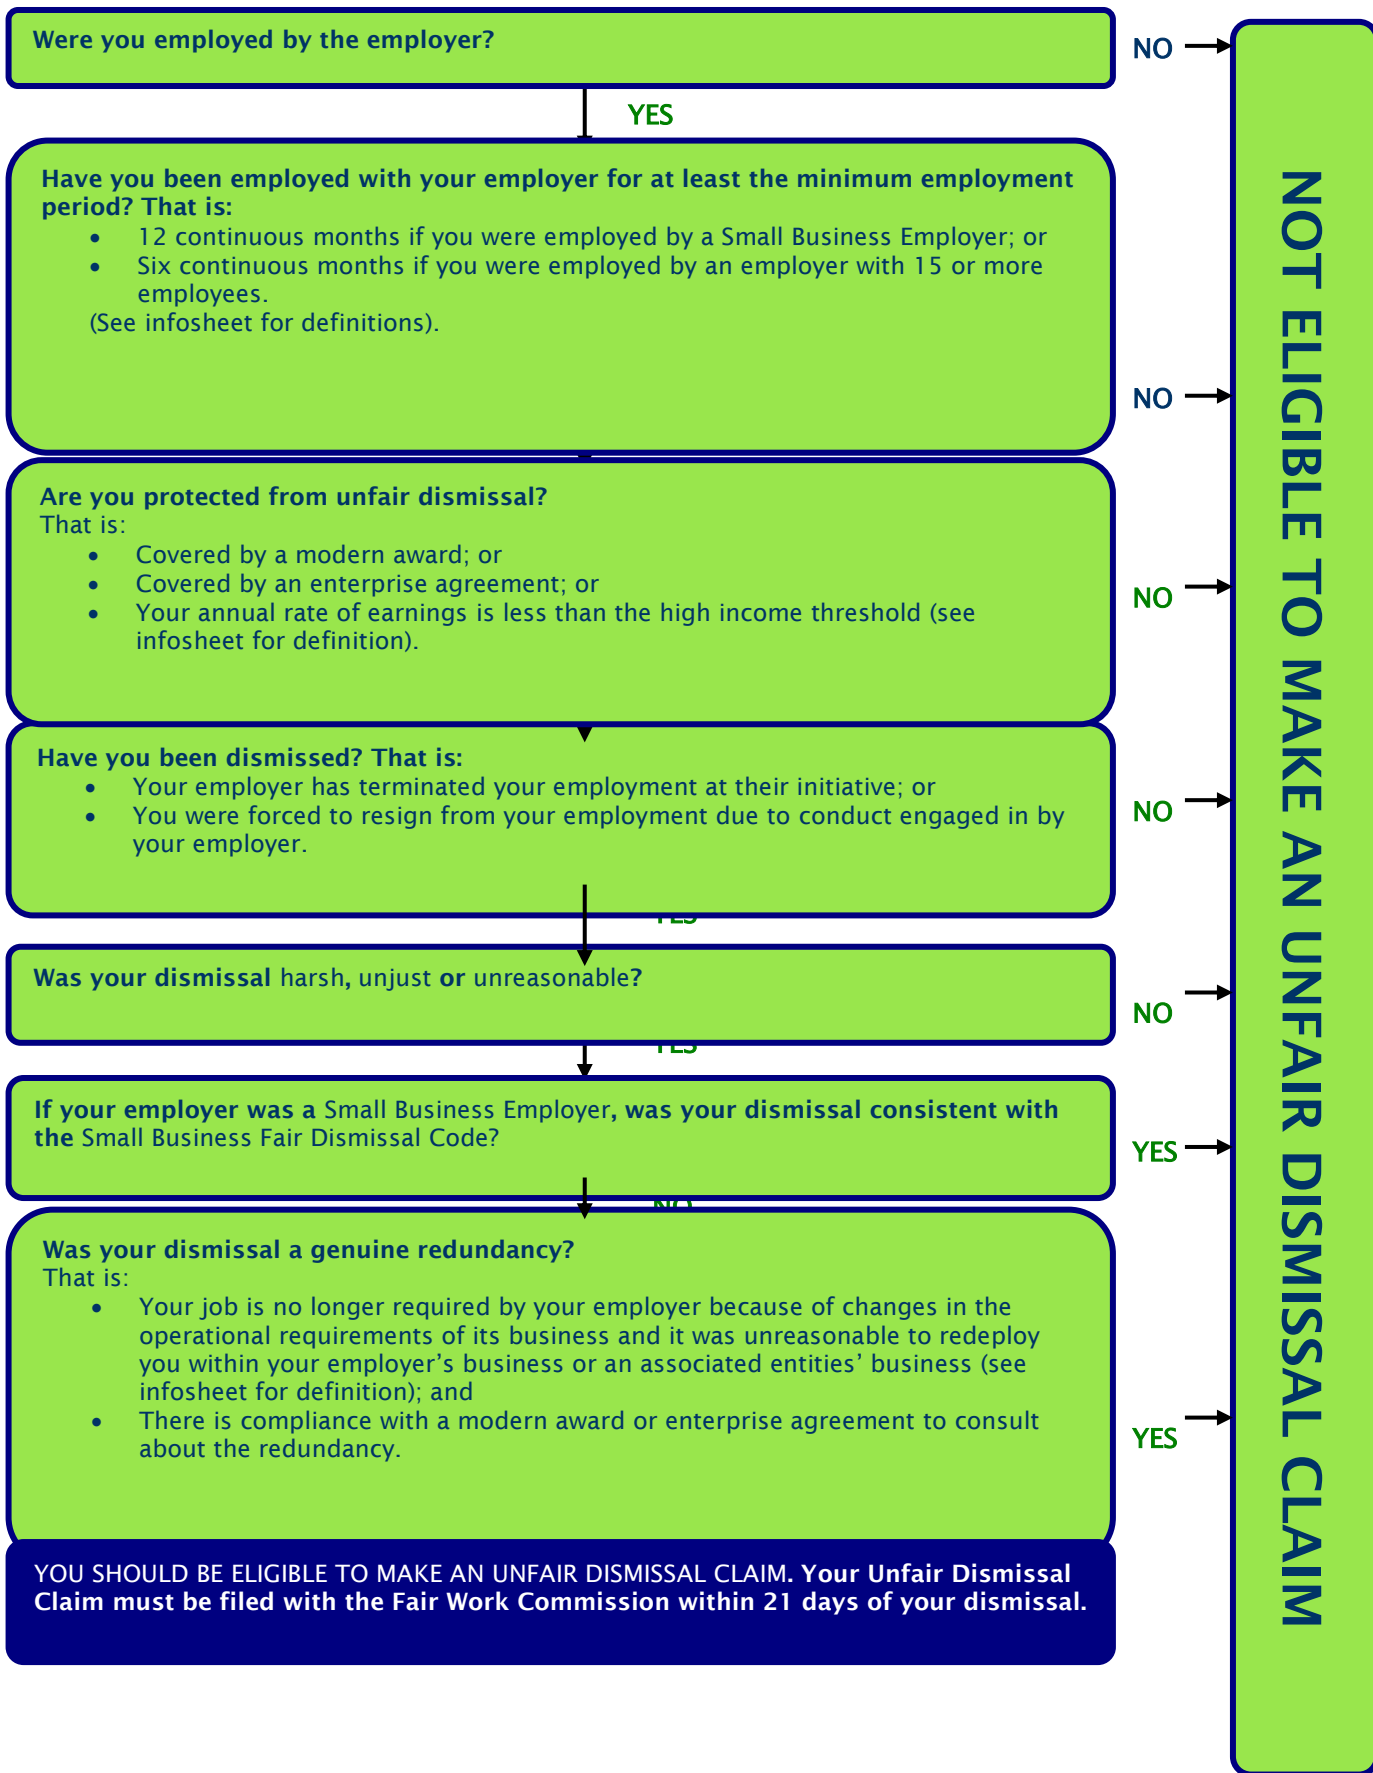 Were you employed by the employer?
NO
YES
Have you been employed with your employer for at least the minimum employment
period? That is:
• 12 continuous months if you were employed by a Small Business Employer; or
• Six continuous months if you were employed by an employer with 15 or more
employees.
(See infosheet for definitions).
NO
Are you protected from unfair dismissal?
That is:
• Covered by a modern award; or
• Covered by an enterprise agreement; or
• Your annual rate of earnings is less than the high income threshold (see
infosheet for definition).
NO
Have you been dismissed? That is:
• Your employer has terminated your employment at their initiative; or
• You were forced to resign from your employment due to conduct engaged in by
your employer.
NO
YES
Was your dismissal harsh, unjust or unreasonable?
NO
YES
If your employer was a Small Business Employer, was your dismissal consistent with
the Small Business Fair Dismissal Code?
YES
NO
Was your dismissal a genuine redundancy?
That is:
• Your job is no longer required by your employer because of changes in the
operational requirements of its business and it was unreasonable to redeploy
you within your employer’s business or an associated entities’ business (see
infosheet for definition); and
• There is compliance with a modern award or enterprise agreement to consult
about the redundancy.
YES
YOU SHOULD BE ELIGIBLE TO MAKE AN UNFAIR DISMISSAL CLAIM. Your Unfair Dismissal
Claim must be filed with the Fair Work Commission within 21 days of your dismissal.
NOT ELIGIBLE TO MAKE AN UNFAIR DISMISSAL CLAIM